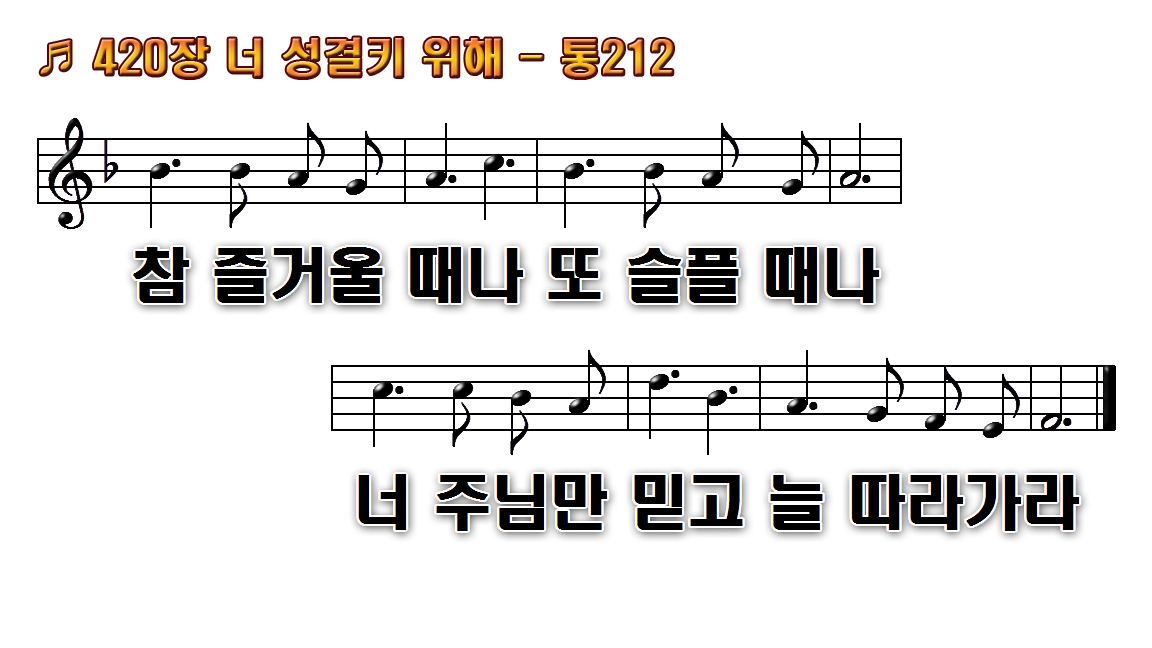 ♬ 420장 너 성결키 위해 - 통212
참 즐거울 때나 또 슬플 때나
너 주님만 믿고 늘 따라가라